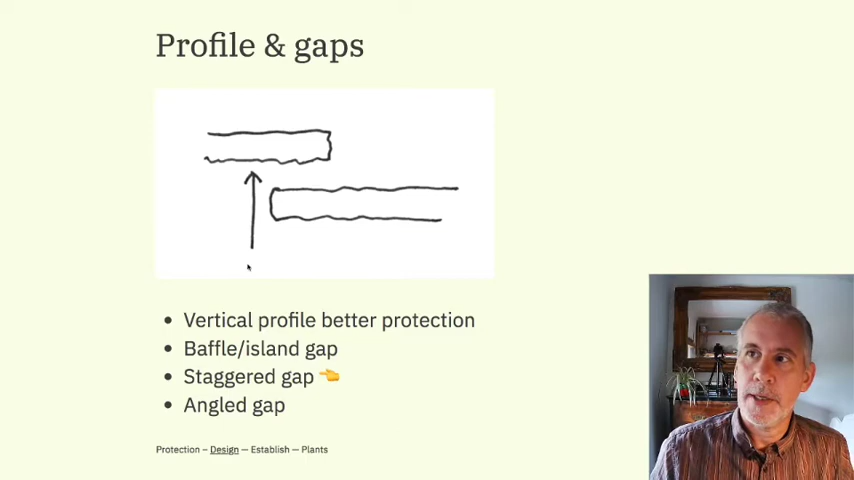 Profile & gaps
Vertical profile better protection
Baffle/island gap
Staggered gap 👈
Angled gap
Protection – Design — Establish — Plants